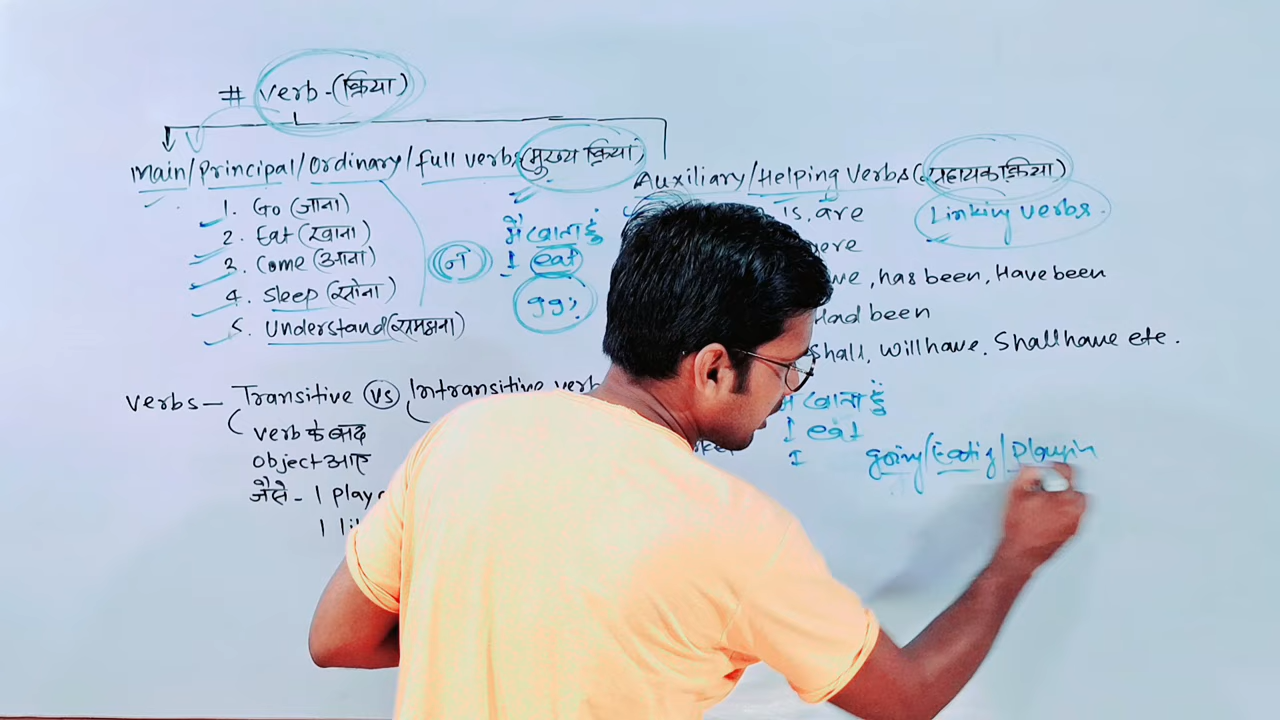 # verb-(क्रिया)
Main/Principal/Ordinary/full verbs(मुख्य क्रिया)
1. Go (जाना)
2. Eat (खाना)
3. Come (आना)
4. Sleep (सोना)
5. Understand(समझना)
ने
मैं खाता हूँ
I eat
99%
Auxiliary/Helping Verbs(सहायक क्रिया)
is, are
Linking verbs.
has been, Have been
Had been
Shall, Will have. Shall have etc.
verbs- Transitive VS Intransitive verb
verb के बाद
object आए
जैसे- I play
I
मैं खाता हूँ
I eat
I going/Eatig/Playin